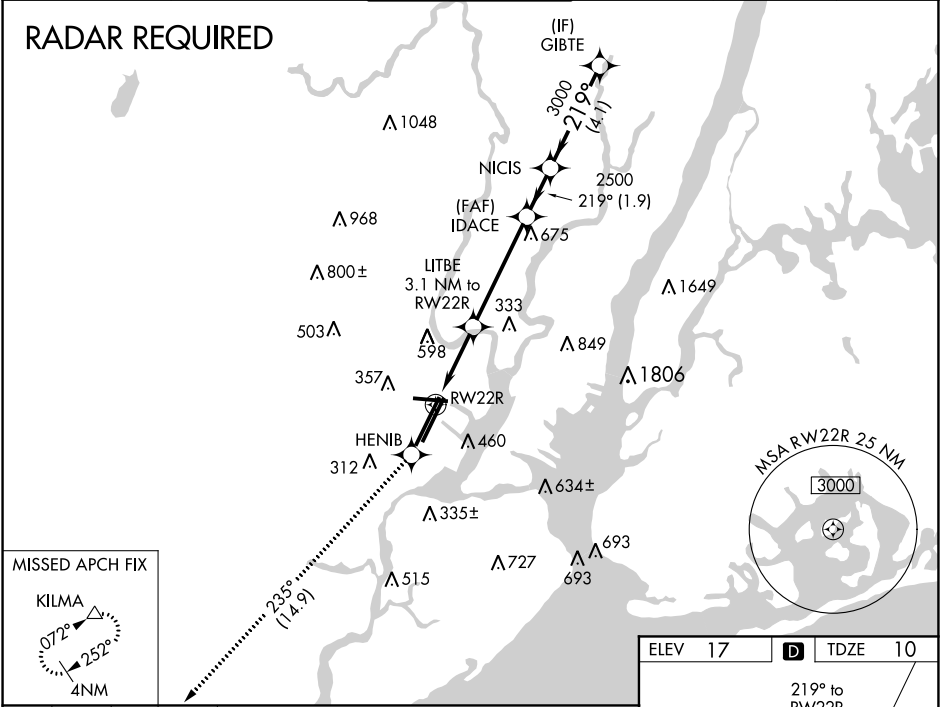 RADAR REQUIRED
(IF)
GIBTE
3000
219°
(4.1)
1048
NICIS
2500
219° (1.9)
(FAF)
IDACE
675
968
800±
LITBE
3.1 NM to
RW22R
333
1649
503
598
849
357
1806
RW22R
HENIB
460
312
MSA RW22R 25 NM
3000
634±
335±
693
727
693
515
235°
(14.9)
MISSED APCH FIX
KILMA
072°
252°
4NM
ELEV 17 D TDZE 10
219° to
RW22R